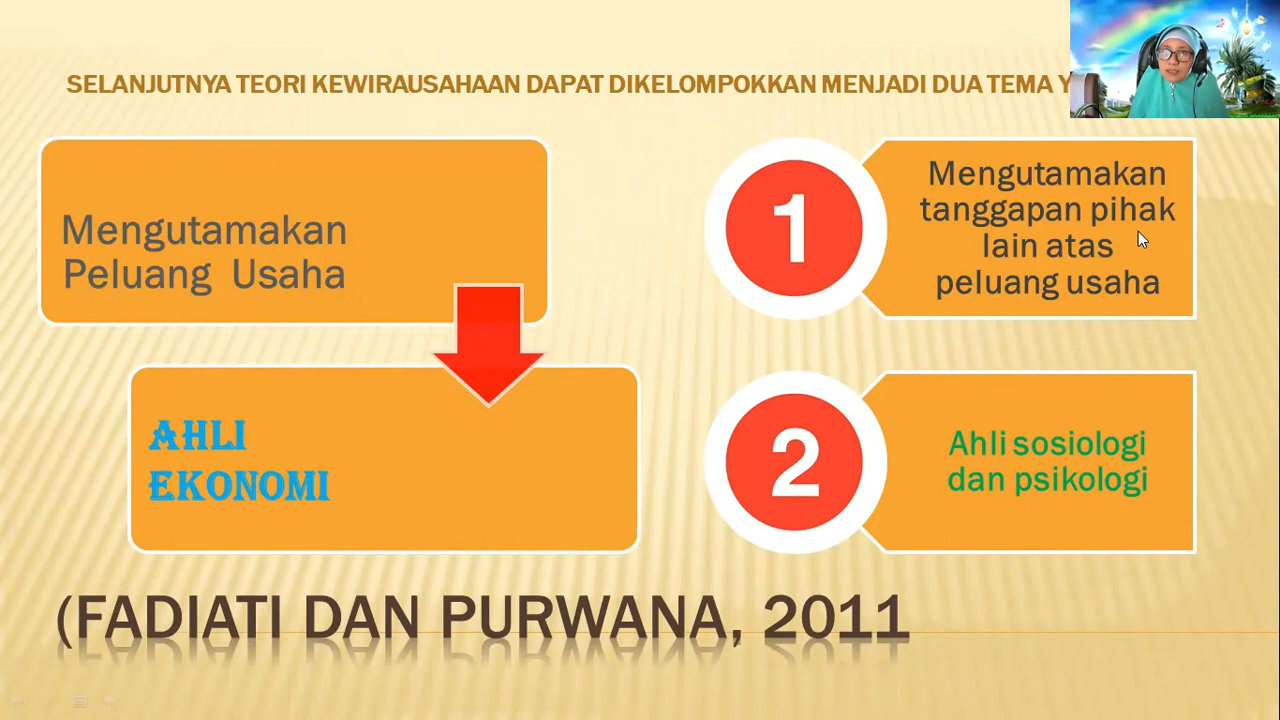 SELANJUTNYA TEORI KEWIRAUSAHAAN DAPAT DIKELOMPOKKAN MENJADI DUA TEMA
Mengutamakan
Peluang Usaha
AHLI
EKONOMI
1
Mengutamakan
tanggapan pihak
lain atas
peluang usaha
2
Ahli sosiologi
dan psikologi
(FADIATI DAN PURWANA, 2011